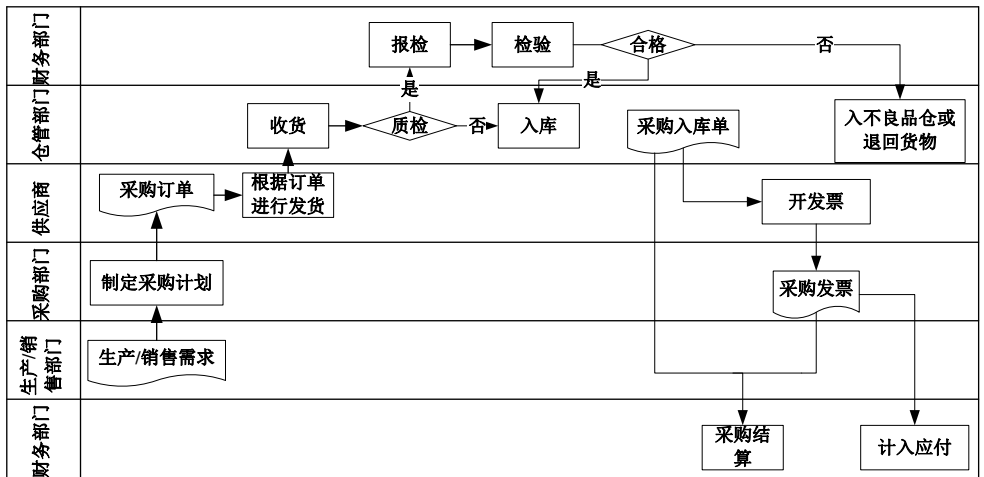 财务部门
报检
检验
合格
否
是
是
仓管部门
收货
质检
否
入库
采购入库单
入不良品仓或
退回货物
供应商
采购订单
根据订单
进行发货
开发票
采购部门
制定采购计划
采购发票
生产/销
售部门
生产/销售需求
财务部门
采购结
算
计入应付